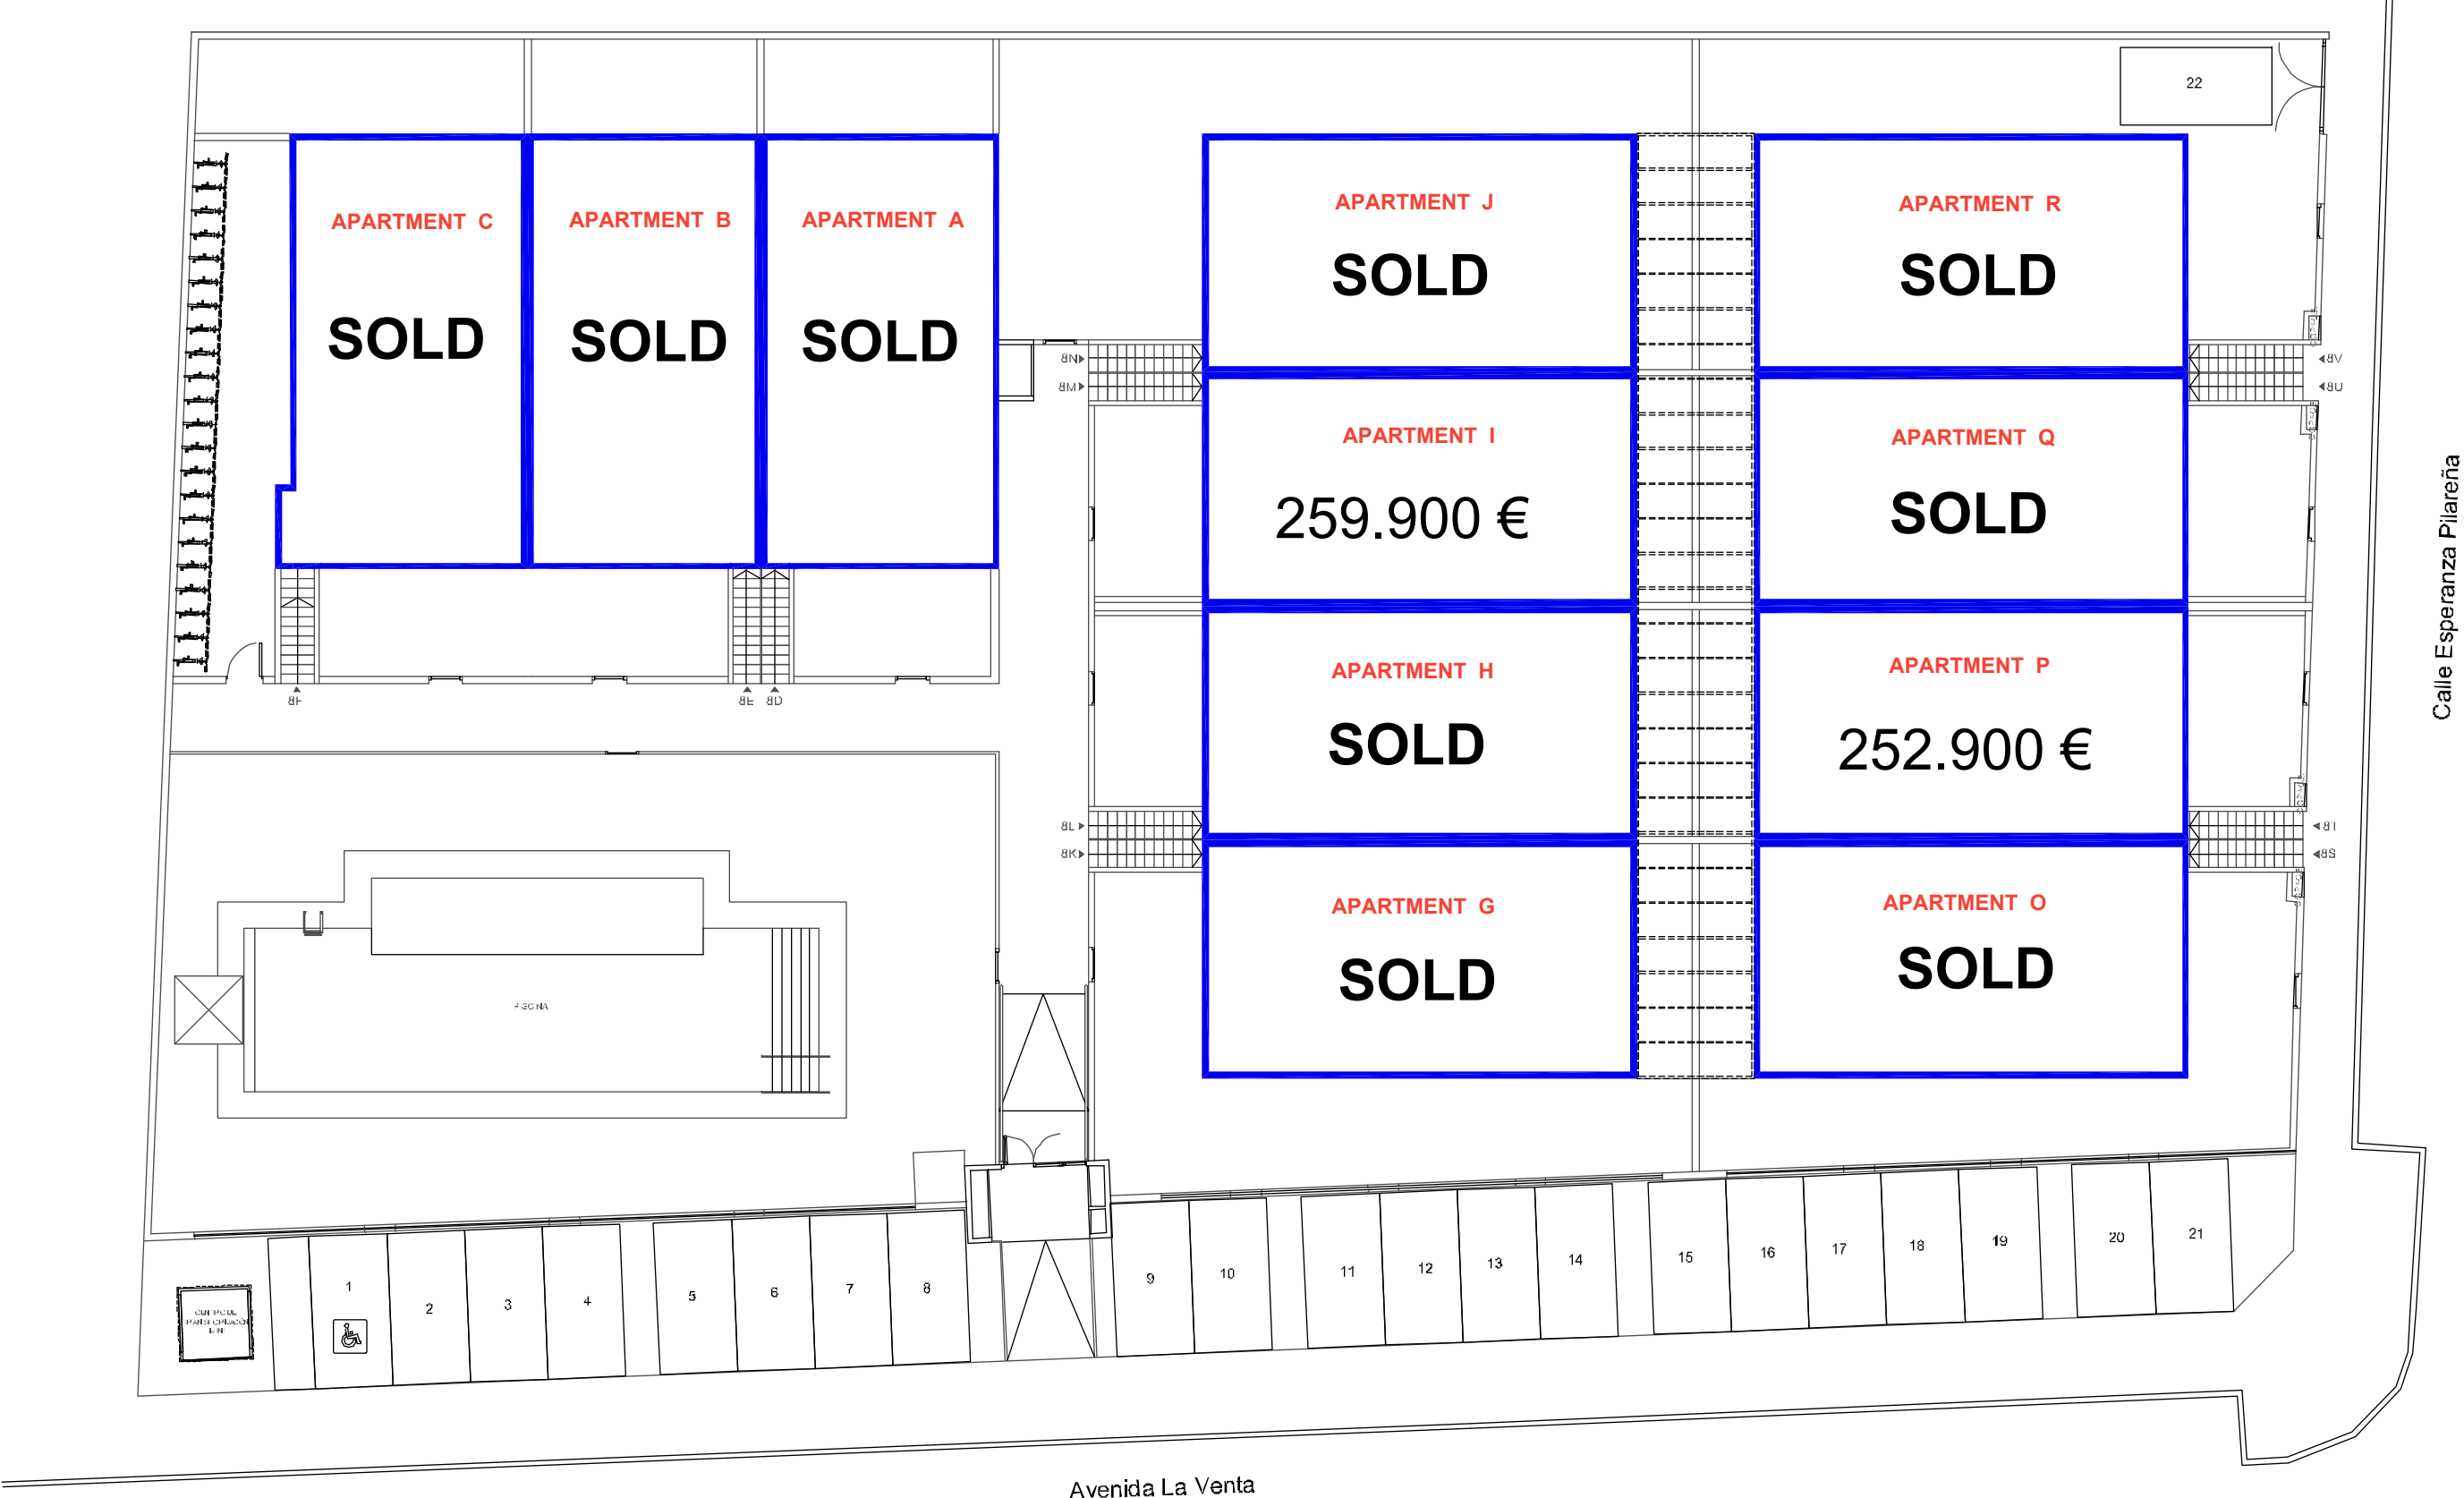 22
APARTMENT C
SOLD
APARTMENT B
SOLD
APARTMENT A
SOLD
APARTMENT J
SOLD
APARTMENT R
SOLD
8N
8M
8V
8U
APARTMENT I
259.900 €
APARTMENT Q
SOLD
Calle Esperanza Pilareña
APARTMENT H
SOLD
APARTMENT P
252.900 €
8F
8E
8D
8L
8K
APARTMENT G
SOLD
APARTMENT O
SOLD
1
2
3
4
5
6
7
8
9
10
11
12
13
14
15
16
17
18
19
20
21
Avenida La Venta